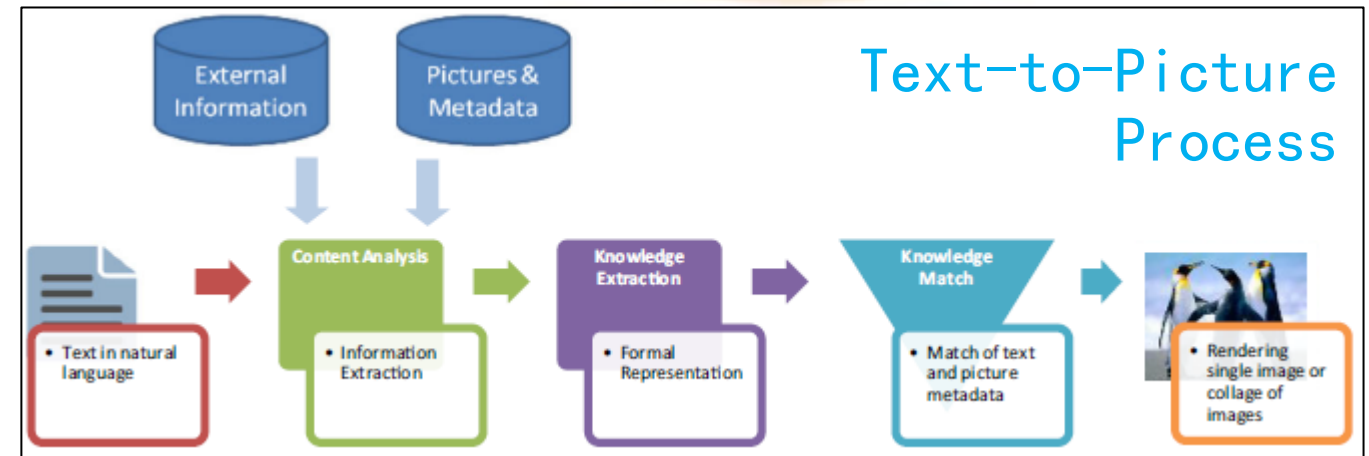 Text-to-Picture
Process
External
Information
Pictures &
Metadata
Content Analysis
Knowledge
Extraction
Knowledge
Match
• Text in natural
language
• Information
Extraction
• Formal
Representation
• Match of text
and picture
metadata
• Rendering
single image or
collage of
images